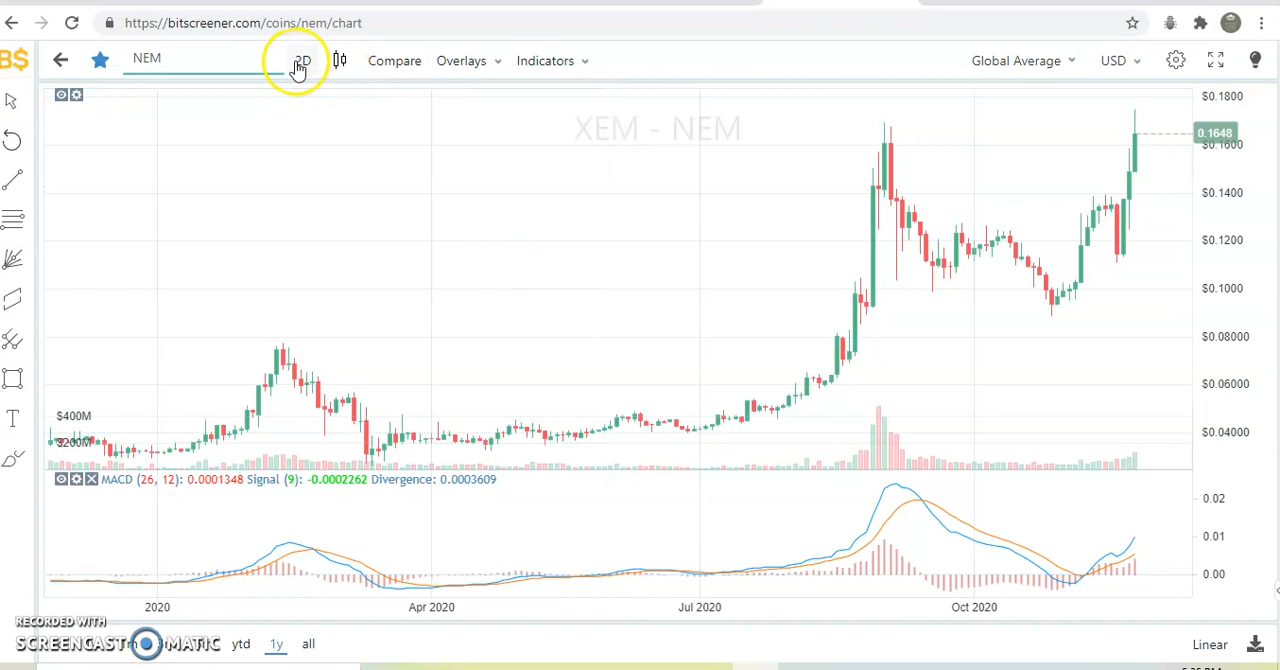 https://bitscreener.com/coins/nem/chart
B$
NEM
2D
Compare
Overlays
Indicators
Global Average
USD
XEM - NEM
$0.1800
0.1648
$0.1600
$0.1400
$0.1200
$0.1000
$0.08000
$0.06000
$0.04000
$400M
$200M
MACD (26, 12): 0.0001348 Signal (9): -0.0002262 Divergence: 0.0003609
0.02
0.01
0.00
2020
Apr 2020
Jul 2020
Oct 2020
RECORDED WITH
SCREENCAST MATIC
ytd
1y
all
Linear
T